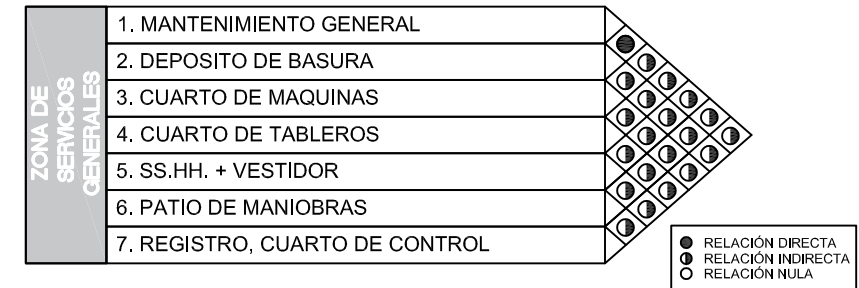 ZONA DE
SERVICIOS
GENERALES
1. MANTENIMIENTO GENERAL
2. DEPOSITO DE BASURA
3. CUARTO DE MAQUINAS
4. CUARTO DE TABLEROS
5. SS.HH. + VESTIDOR
6. PATIO DE MANIOBRAS
7. REGISTRO, CUARTO DE CONTROL
RELACIÓN DIRECTA
RELACIÓN INDIRECTA
RELACIÓN NULA